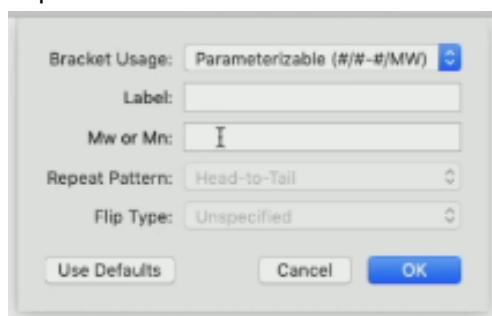 Bracket Usage: Parameterizable (#/#-#/MW)
Label:
Mw or Mn:
Repeat Pattern: Head-to-Tail
Flip Type: Unspecified
Use Defaults Cancel OK